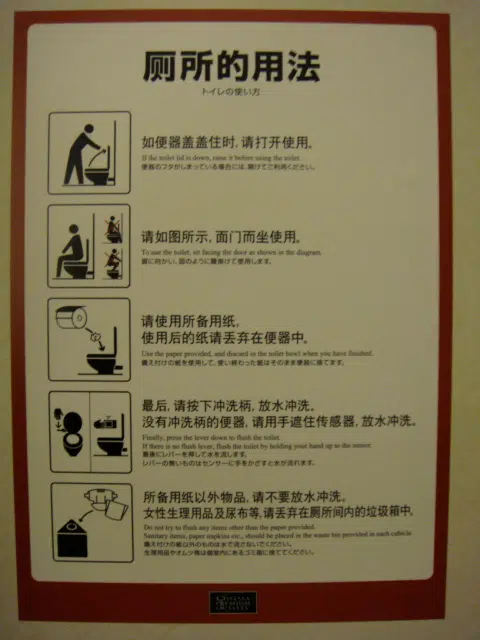 厕所的用法
トイレの使い方
如便器盖盖住时,请打开使用。
If the toilet lid is down, raise it before using the toilet.
便器のフタがしまっている場合には、開けてご利用ください。
请如图所示,面门而坐使用。
To use the toilet, sit facing the door as shown in the diagram.
扉に向かい、図のように腰掛けて使用します。
请使用所备用纸,
使用后的纸请丢弃在便器中。
Use the paper provided, and discard in the toilet bowl when you have finished.
備え付けの紙を使用して、使い終わった紙はそのまま便器に捨てます。
最后,请按下冲洗柄,放水冲洗。
没有冲洗柄的便器,请用手遮住传感器,放水冲洗。
Finally, press the lever down to flush the toilet.
If there is no flush lever, flush the toilet by holding your hand up to the sensor.
最後にレバーを押して水を流します。
レバーの無いものはセンサーに手をかざすと水が流れます。
所备用纸以外物品,请不要放水冲洗。
女性生理用品及尿布等,请丢弃在厕所间内的垃圾箱中。
Do not try to flush any items other than the paper provided.
Sanitary items, paper napkins etc., should be placed in the waste bin provided in each cubicle.
備え付けの紙以外のものは水で流さないでください。
生理用品やオムツ等は個室内にあるゴミ箱に捨ててください。
PREMIUM
OUTLETS